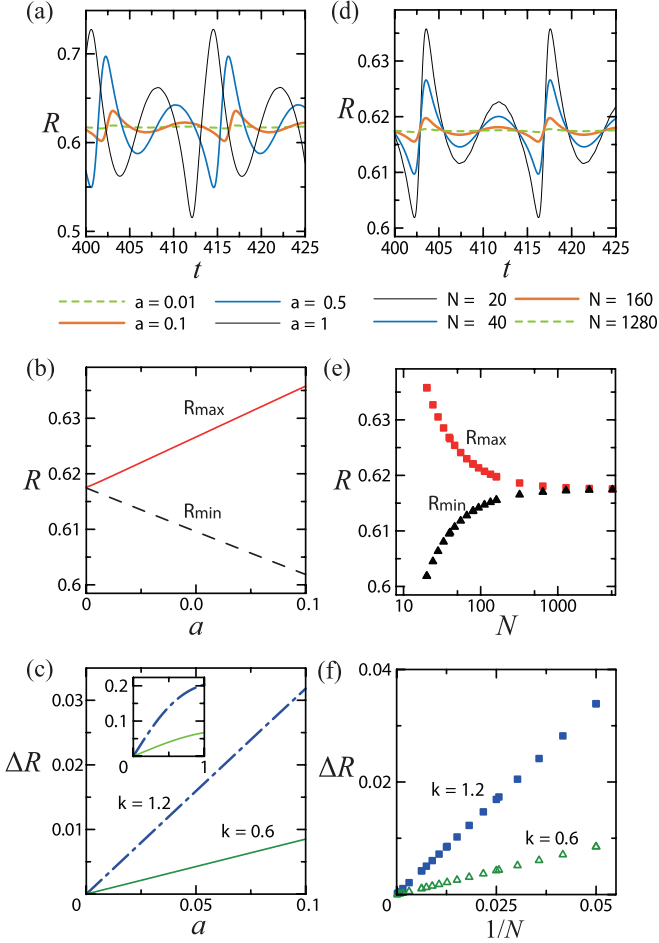 (a)
R
0.7
0.6
0.5
400 405 410 415 420 425
t
(d)
R
0.63
0.62
0.61
0.6
400 405 410 415 420 425
t
a = 0.01
a = 0.1
a = 0.5
a = 1
N = 20
N = 40
N = 160
N = 1280
(b)
R
0.63
0.62
0.61
0.6
Rmax
Rmin
0 0.0 0.1
a
(e)
R
0.63
0.62
0.61
0.6
Rmax
Rmin
10 100 1000
N
(c)
ΔR
0.03
0.03
0.01
0.01
0
0.2
0.1
0
0 1
k = 1.2
k = 0.6
0 0.05 0.1
a
(f)
ΔR
0.04
0.02
0
k = 1.2
k = 0.6
0 0.025 0.05
1/N